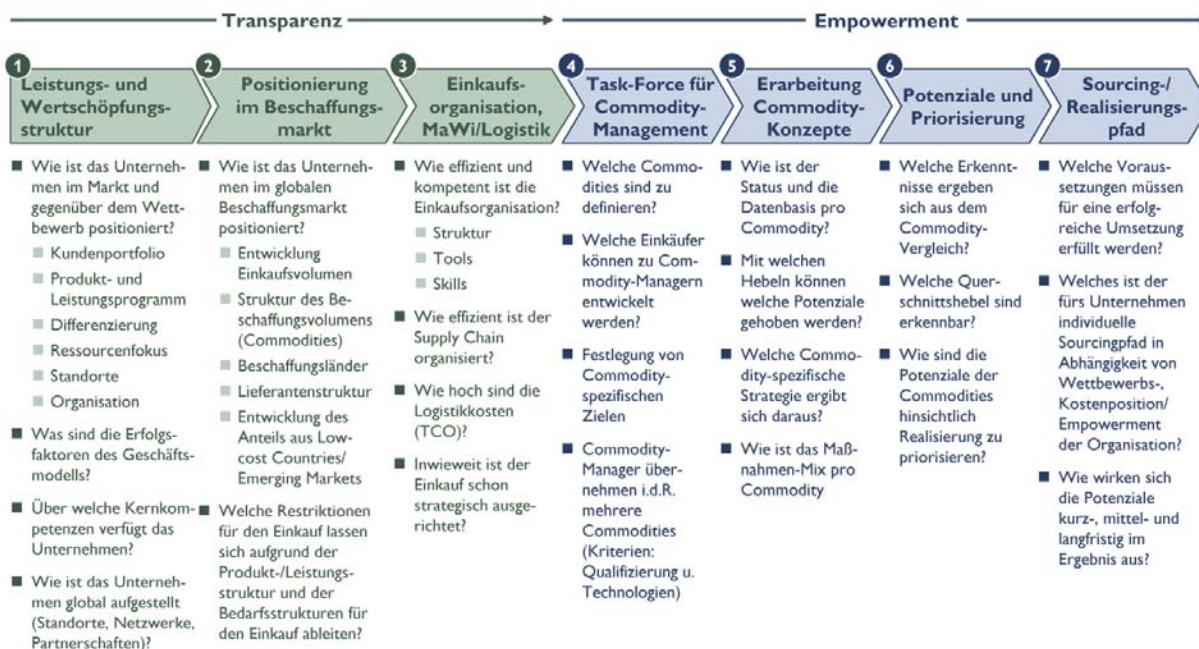 Transparenz
Empowerment
1
Leistungs- und
Wertschöpfungs-
struktur
2
Positionierung
im Beschaffungs-
markt
3
Einkaufs-
organisation,
MaWi/Logistik
4
Task-Force für
Commodity-
Management
5
Erarbeitung
Commodity-
Konzepte
6
Potenziale und
Priorisierung
7
Sourcing-/
Realisierungs-
pfad
Wie ist das Unterneh-
men im Markt und
gegenüber dem Wett-
bewerb positioniert?
Kundenportfolio
Produkt- und
Leistungsprogramm
Differenzierung
Ressourcenfokus
Standorte
Organisation
Was sind die Erfolgs-
faktoren des Geschäfts-
modells?
Über welche Kernkom-
petenzen verfügt das
Unternehmen?
Wie ist das Unterneh-
men global aufgestellt
(Standorte, Netzwerke,
Partnerschaften)?
Wie ist das Unterneh-
men im globalen
Beschaffungsmarkt
positioniert?
Entwicklung
Einkaufsvolumen
Struktur des Be-
schaffungsvolumens
(Commodities)
Beschaffungsländer
Lieferantenstruktur
Entwicklung des
Anteils aus Low-
cost Countries/
Emerging Markets
Welche Restriktionen
für den Einkauf lassen
sich aufgrund der
Produkt-/Leistungs-
struktur und der
Bedarfsstrukturen für
den Einkauf ableiten?
Wie effizient und
kompetent ist die
Einkaufsorganisation?
Struktur
Tools
Skills
Wie effizient ist der
Supply Chain
organisiert?
Wie hoch sind die
Logistikkosten
(TCO)?
Inwieweit ist der
Einkauf schon
strategisch ausge-
richtet?
Welche Commo-
dities sind zu
definieren?
Welche Einkäufer
können zu Com-
modity-Managern
entwickelt
werden?
Festlegung von
Commodity-
spezifischen
Zielen
Commodity-
Manager über-
nehmen i.d.R.
mehrere
Commodities
(Kriterien:
Qualifizierung u.
Technologien)
Wie ist der
Status und die
Datenbasis pro
Commodity?
Mit welchen
Hebeln können
welche Potenziale
gehoben werden?
Welche Commo-
dity-spezifische
Strategie ergibt
sich daraus?
Wie ist das Maß-
nahmen-Mix pro
Commodity
Welche Erkennt-
nisse ergeben
sich aus dem
Commodity-
Vergleich?
Welche Quer-
schnittshebel sind
erkennbar?
Wie sind die
Potenziale der
Commodities
hinsichtlich
Realisierung zu
priorisieren?
Welche Voraus-
setzungen müssen
für eine erfolg-
reiche Umsetzung
erfüllt werden?
Welches ist der
fürs Unternehmen
individuelle
Sourcingpfad in
Abhängigkeit von
Wettbewerbs-,
Kostenposition/
Empowerment
der Organisation?
Wie wirken sich
die Potenziale
kurz-, mittel- und
langfristig im
Ergebnis aus?